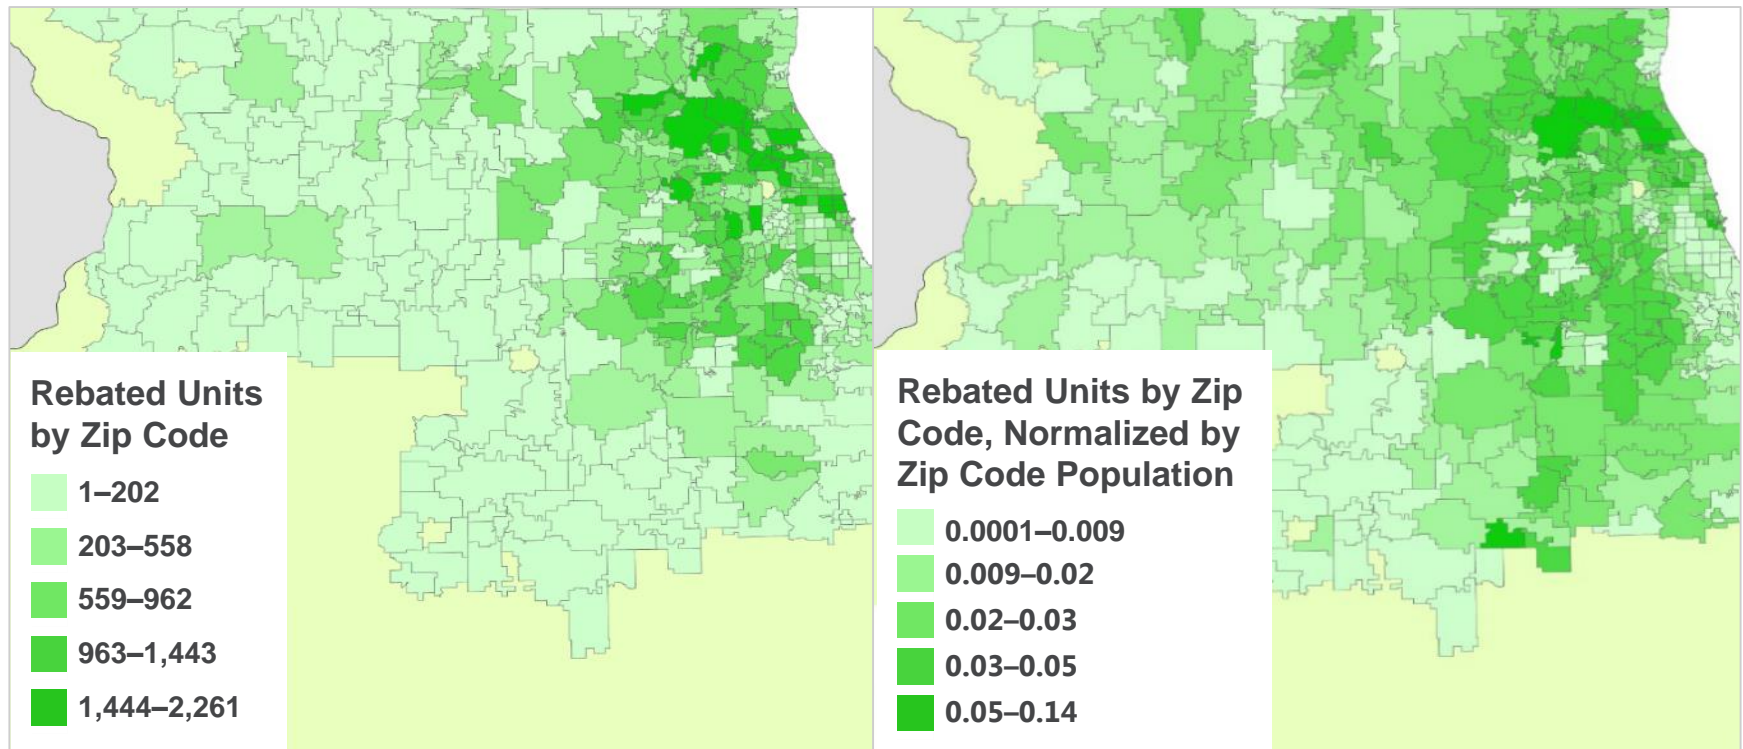 Rebated Units
by Zip Code
1–202
203–558
559–962
963–1,443
1,444–2,261
Rebated Units by Zip
Code, Normalized by
Zip Code Population
0.0001–0.009
0.009–0.02
0.02–0.03
0.03–0.05
0.05–0.14